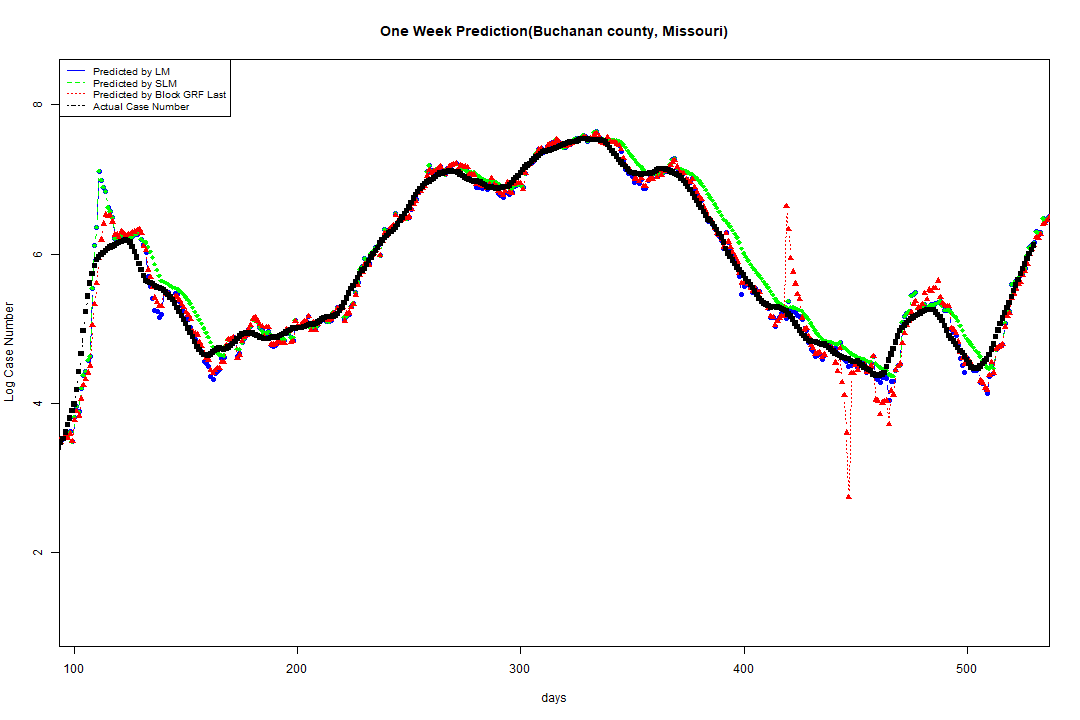 One Week Prediction(Buchanan county, Missouri)
Predicted by LM
Predicted by SLM
Predicted by Block GRF Last
Actual Case Number
8
6
4
2
Log Case Number
100 200 300 400 500
days